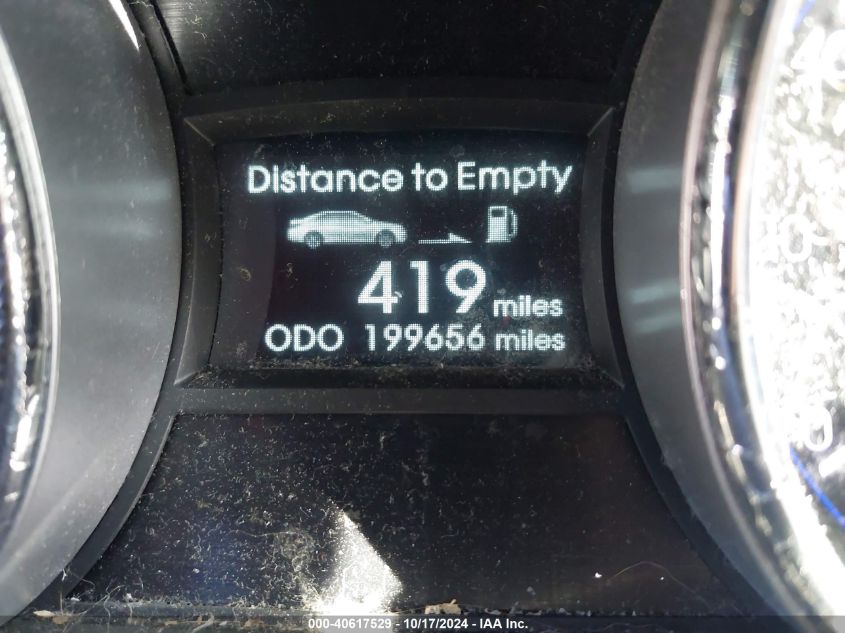 Distance to Empty
419 miles
ODO 199656 miles
000-40617529 - 10/17/2024 - IAA Inc.